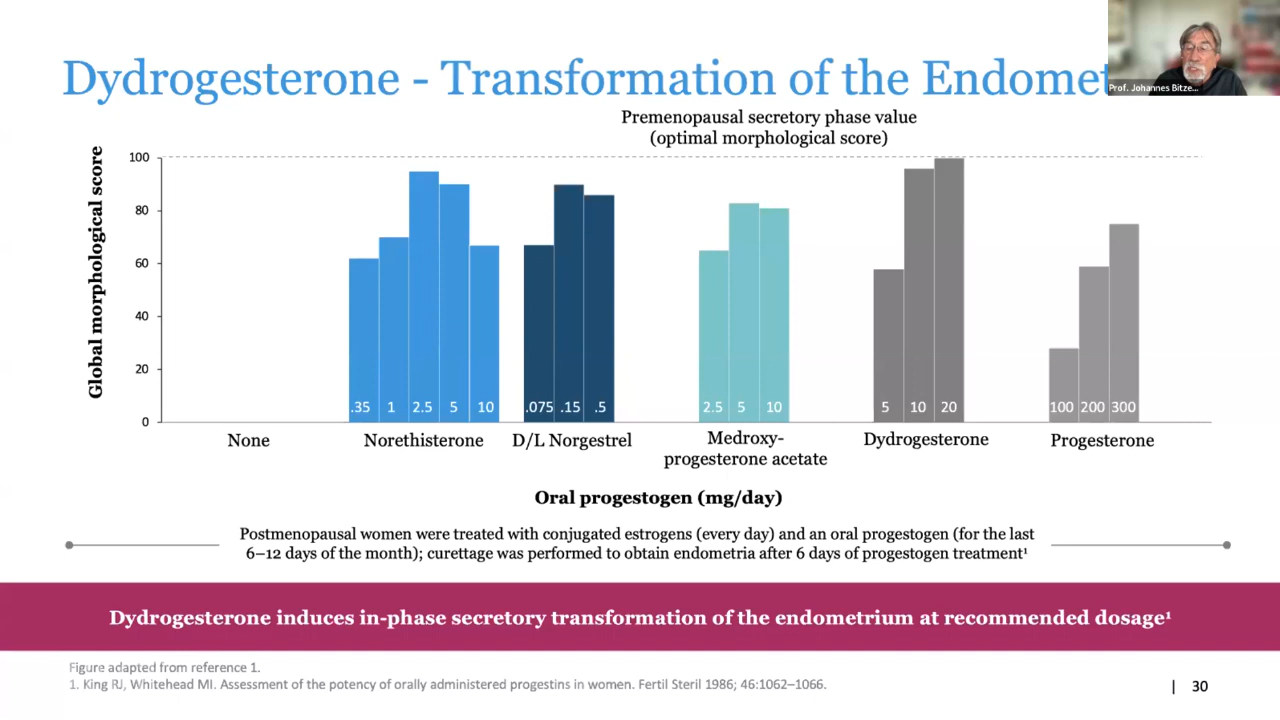 Dydrogesterone - Transformation of the Endomet
Prof. Johannes Bitze...
Premenopausal secretory phase value
(optimal morphological score)
Global morphological score
100
80
60
40
20
0
.35 1 2.5 5 10
.075 .15 .5
2.5 5 10
5 10 20
100 200 300
None
Norethisterone
D/L Norgestrel
Medroxy-
progesterone acetate
Dydrogesterone
Progesterone
Oral progestogen (mg/day)
Postmenopausal women were treated with conjugated estrogens (every day) and an oral progestogen (for the last
6–12 days of the month); curettage was performed to obtain endometria after 6 days of progestogen treatment¹
Dydrogesterone induces in-phase secretory transformation of the endometrium at recommended dosage¹
Figure adapted from reference 1.
1. King RJ, Whitehead MI. Assessment of the potency of orally administered progestins in women. Fertil Steril 1986; 46:1062–1066.
| 30